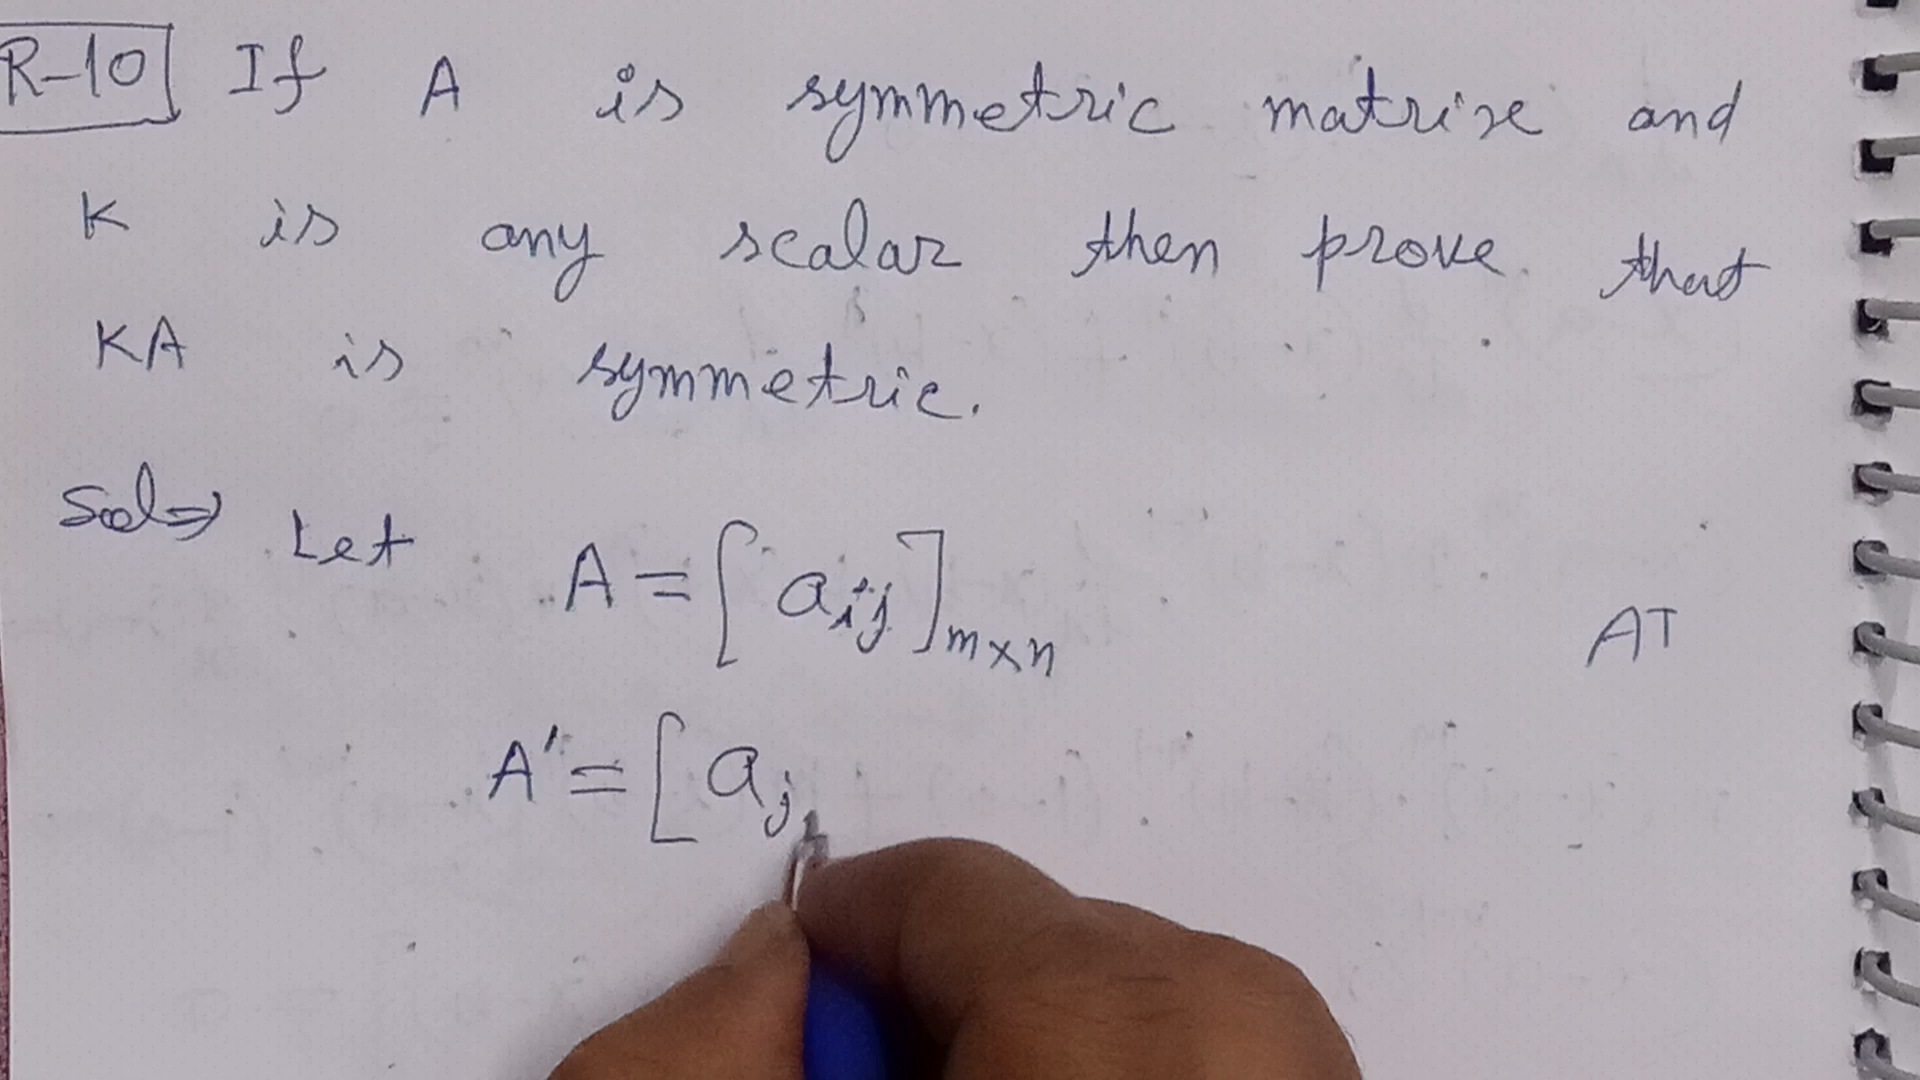 R-10 If A is symmetric matrix and
K is any scalar then prove that
KA is symmetric.
Sol⇒ Let A = [aij]m×n
AT
A' = [aj